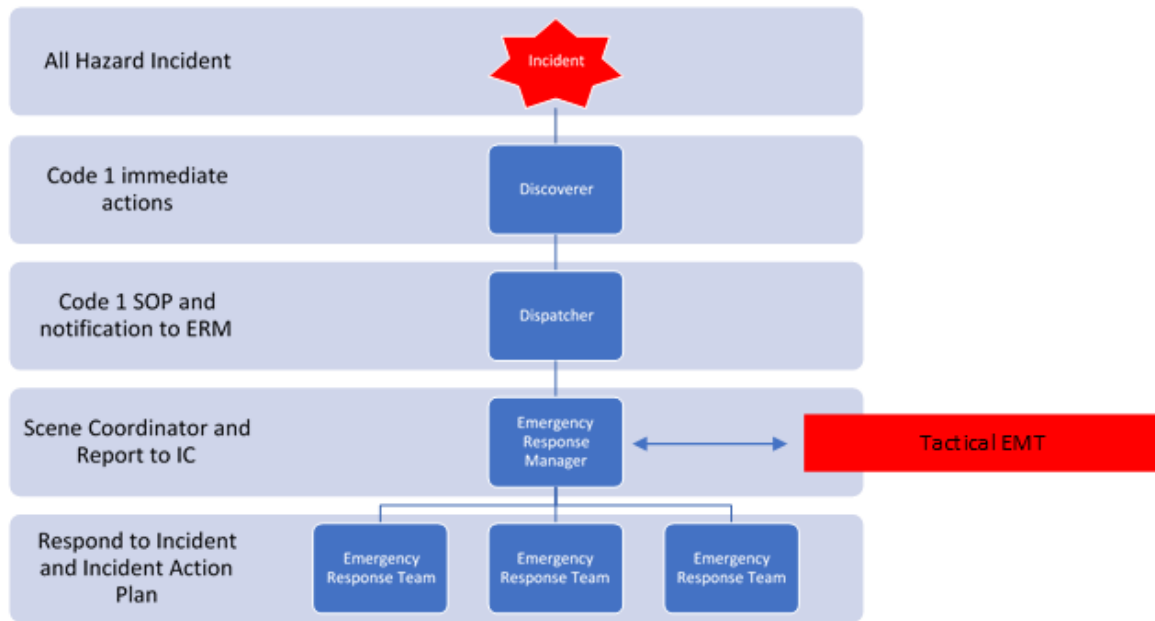 All Hazard Incident
Incident
Code 1 immediate
actions
Discoverer
Code 1 SOP and
notification to ERM
Dispatcher
Scene Coordinator and
Report to IC
Emergency
Response
Manager
Tactical EMT
Respond to Incident
and Incident Action
Plan
Emergency
Response Team
Emergency
Response Team
Emergency
Response Team